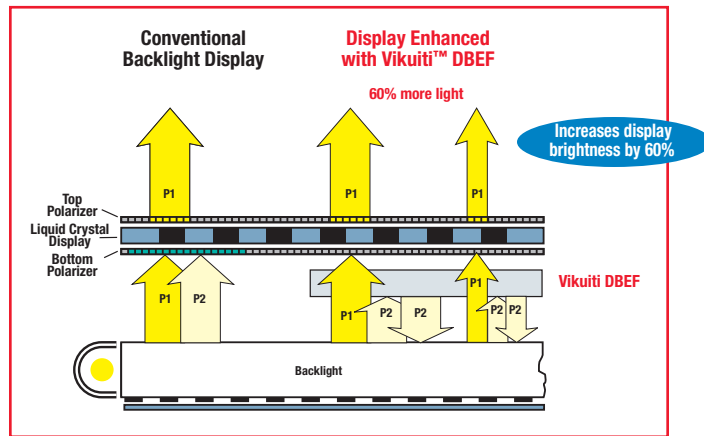 Conventional
Backlight Display
Display Enhanced
with Vikuiti™ DBEF
60% more light
Increases display
brightness by 60%
P1
P1
P1
Top
Polarizer
Liquid Crystal
Display
Bottom
Polarizer
P1
P2
P1
P2
P2
P1
P2
P2
Vikuiti DBEF
Backlight